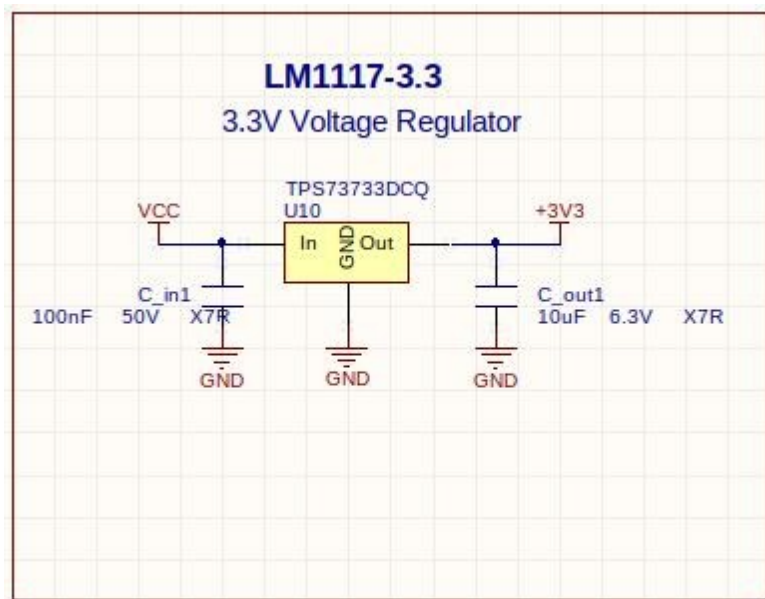 LM1117-3.3
3.3V Voltage Regulator
TPS73733DCQ
U10
VCC
+3V3
In
GND
Out
C_in1
100nF 50V X7R
C_out1
10uF 6.3V X7R
GND
GND
GND